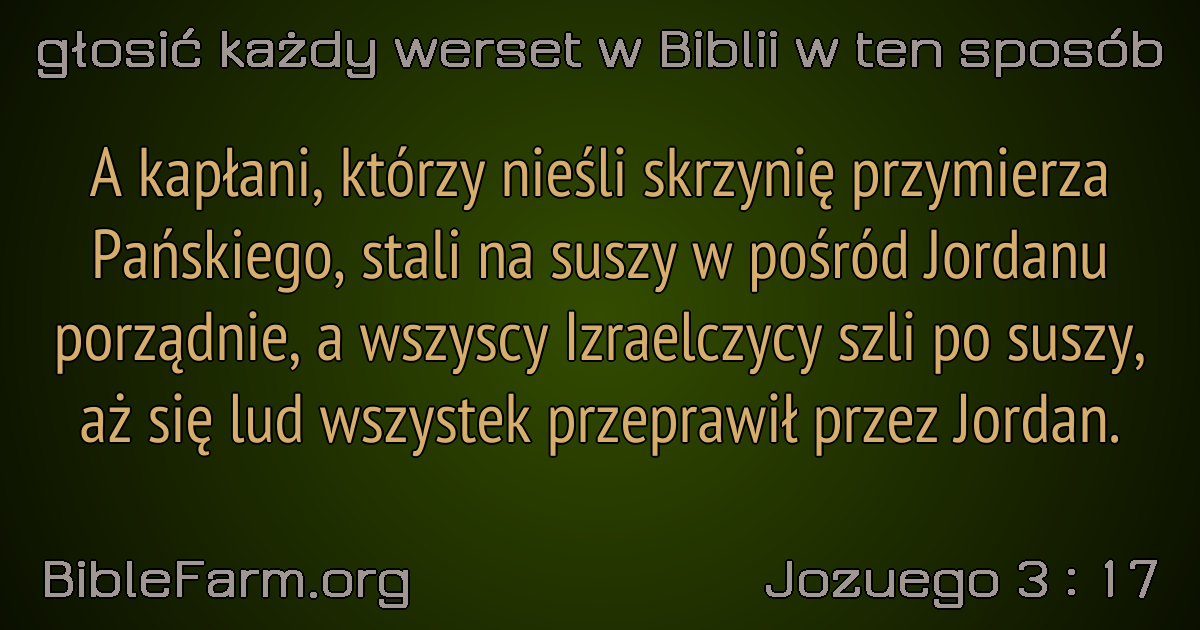 głosić każdy werset w Biblii w ten sposób
A kapłani, którzy nieśli skrzynię przymierza
Pańskiego, stali na suszy w pośród Jordanu
porządnie, a wszyscy Izraelczycy szli po suszy,
aż się lud wszystek przeprawił przez Jordan.
BibleFarm.org
Jozuego 3 : 17